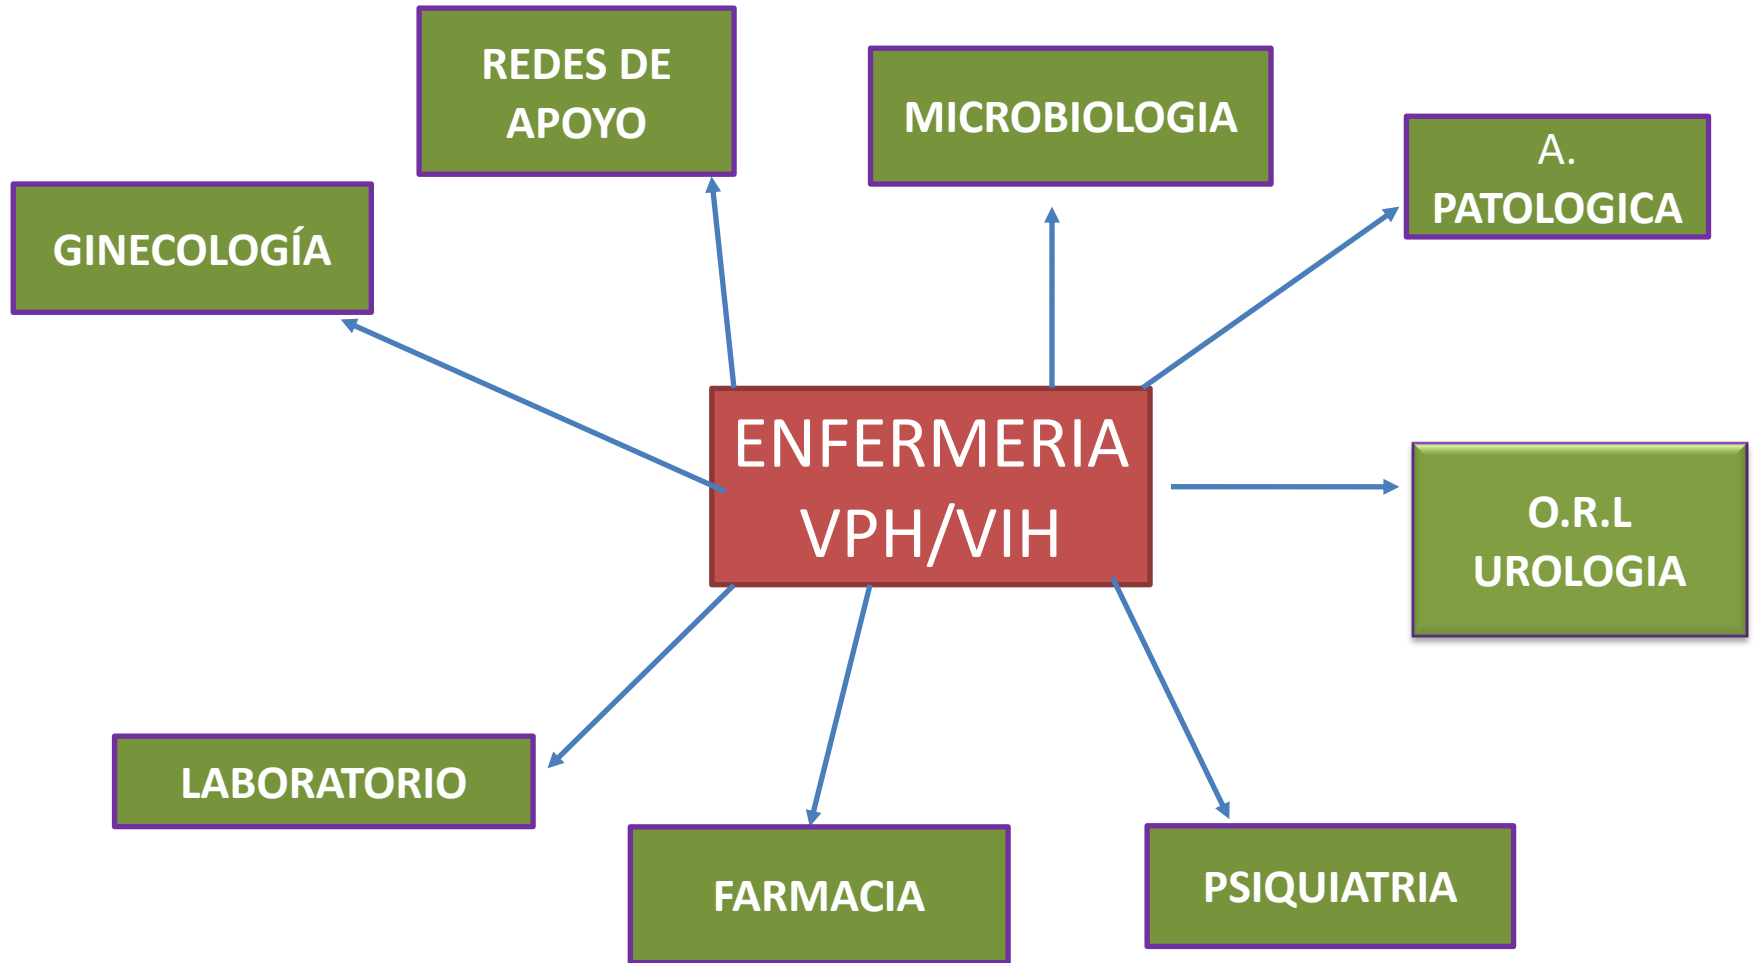 REDES DE
APOYO
MICROBIOLOGIA
A.
PATOLOGICA
GINECOLOGÍA
ENFERMERIA
VPH/VIH
O.R.L
UROLOGIA
LABORATORIO
FARMACIA
PSIQUIATRIA